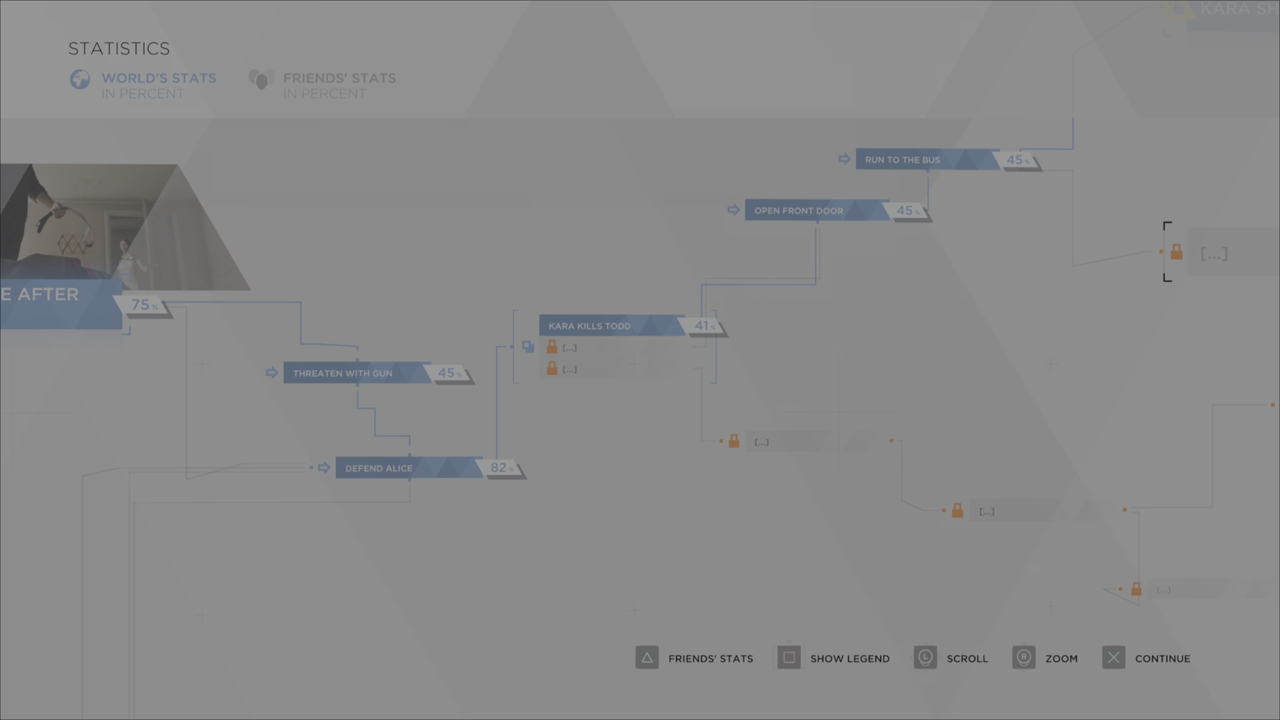 KARA SH
STATISTICS
WORLD'S STATS
IN PERCENT
FRIENDS' STATS
IN PERCENT
RUN TO THE BUS 45%
OPEN FRONT DOOR 45%
[...]
E AFTER 75%
KARA KILLS TODD 41%
[...]
[...]
THREATEN WITH GUN 45%
[...]
DEFEND ALICE 82%
[...]
[...]
FRIENDS' STATS
SHOW LEGEND
L SCROLL
R ZOOM
CONTINUE